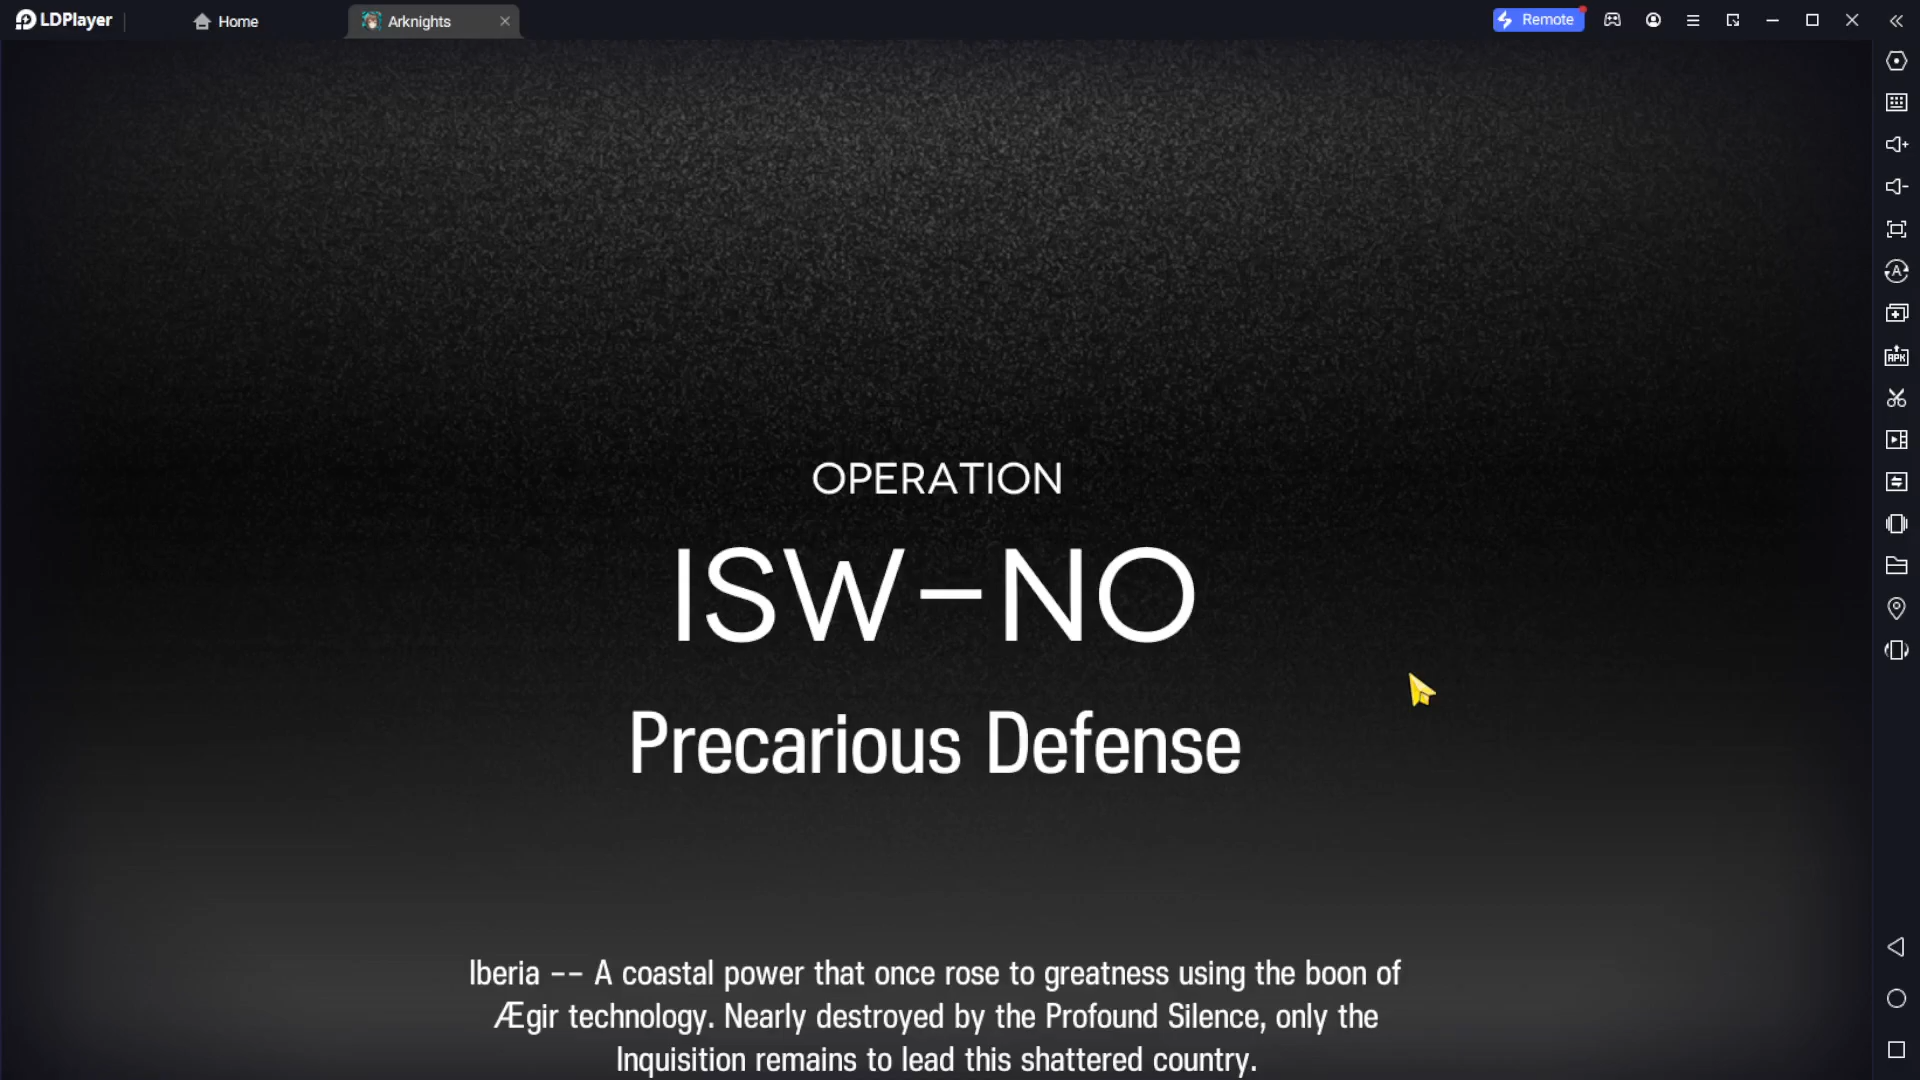 LDPlayer
Home
Arknights
Remote
APK
OPERATION
ISW-NO
Precarious Defense
Iberia -- A coastal power that once rose to greatness using the boon of
Ægir technology. Nearly destroyed by the Profound Silence, only the
Inquisition remains to lead this shattered country.